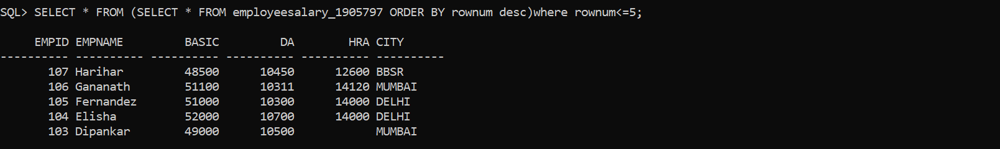 SQL> SELECT * FROM (SELECT * FROM employeesalary_1905797 ORDER BY rownum desc)where rownum<=5;
     EMPID EMPNAME         BASIC         DA        HRA CITY
---------- ---------- ---------- ---------- ---------- ----------
       107 Harihar         48500      10450      12600 BBSR
       106 Gananath        51100      10311      14120 MUMBAI
       105 Fernandez       51000      10300      14000 DELHI
       104 Elisha          52000      10700      14000 DELHI
       103 Dipankar        49000      10500            MUMBAI